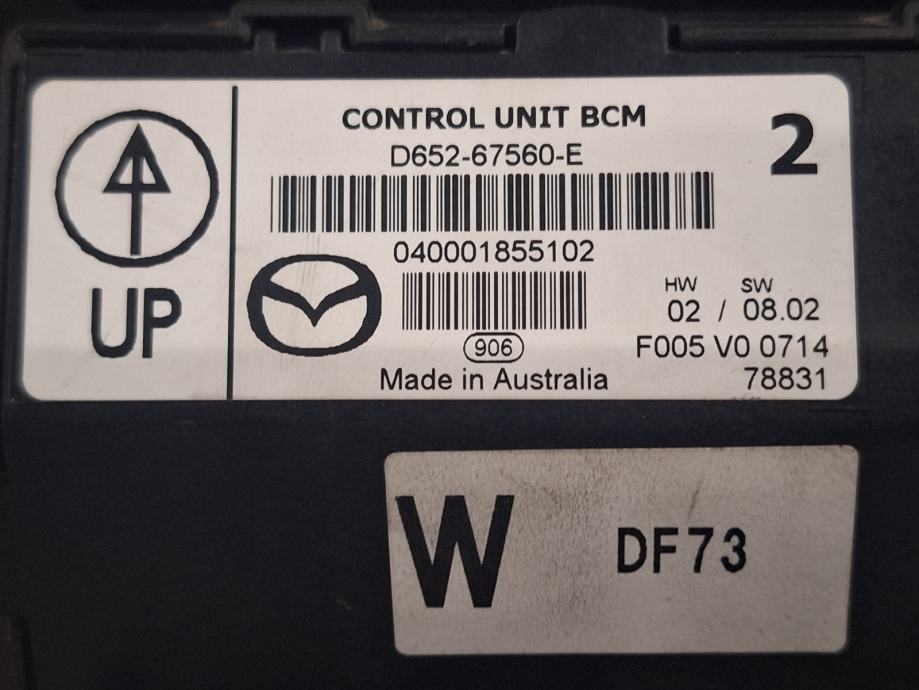 CONTROL UNIT BCM
2
D652-67560-E
040001855102
HW SW
02 / 08.02
906
F005 V0 0714
Made in Australia
78831
UP
W DF73